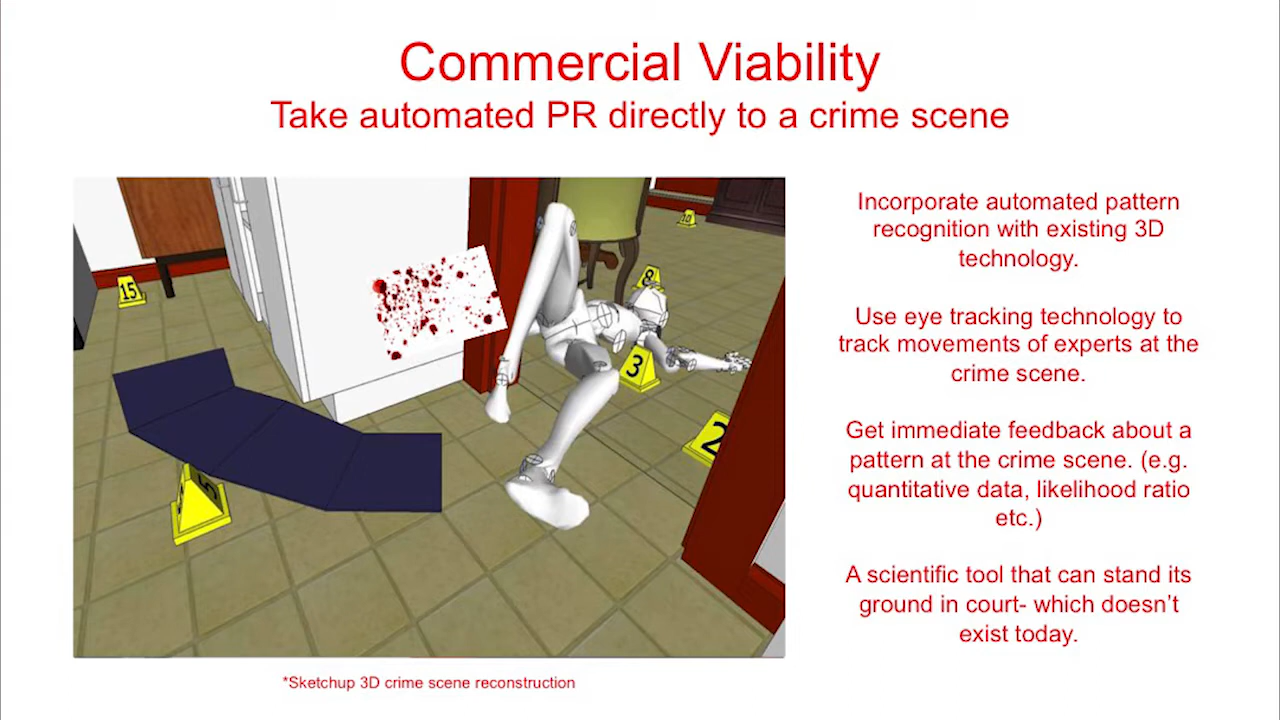 Commercial Viability
Take automated PR directly to a crime scene
Incorporate automated pattern
recognition with existing 3D
technology.
Use eye tracking technology to
track movements of experts at the
crime scene.
Get immediate feedback about a
pattern at the crime scene. (e.g.
quantitative data, likelihood ratio
etc.)
A scientific tool that can stand its
ground in court- which doesn't
exist today.
15
10
8
3
2
5
*Sketchup 3D crime scene reconstruction